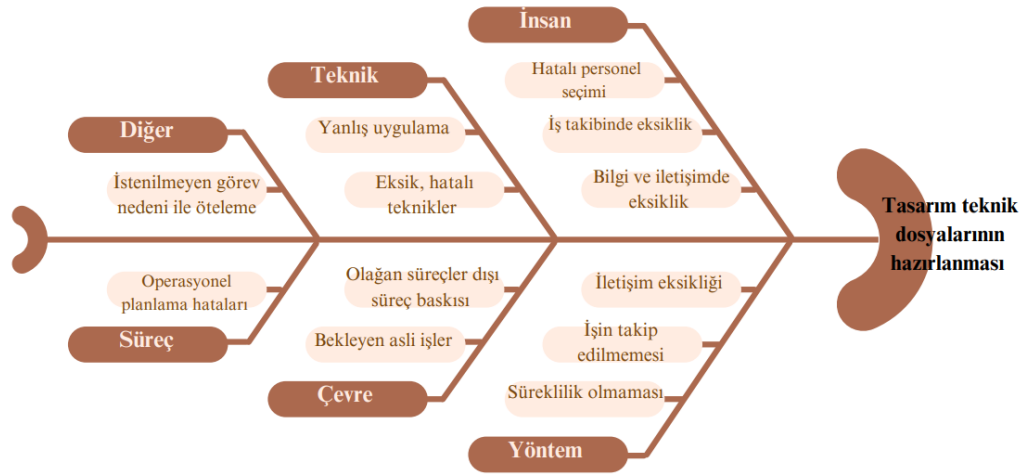 İnsan
Hatalı personel
seçimi
İş takibinde eksiklik
Bilgi ve iletişimde
eksiklik
Teknik
Yanlış uygulama
Eksik, hatalı
teknikler
Diğer
İstenilmeyen görev
nedeni ile öteleme
Tasarım teknik
dosyalarının
hazırlanması
Operasyonel
planlama hataları
Süreç
Olağan süreçler dışı
süreç baskısı
Bekleyen asli işler
Çevre
İletişim eksikliği
İşin takip
edilmemesi
Süreklilik olmaması
Yöntem